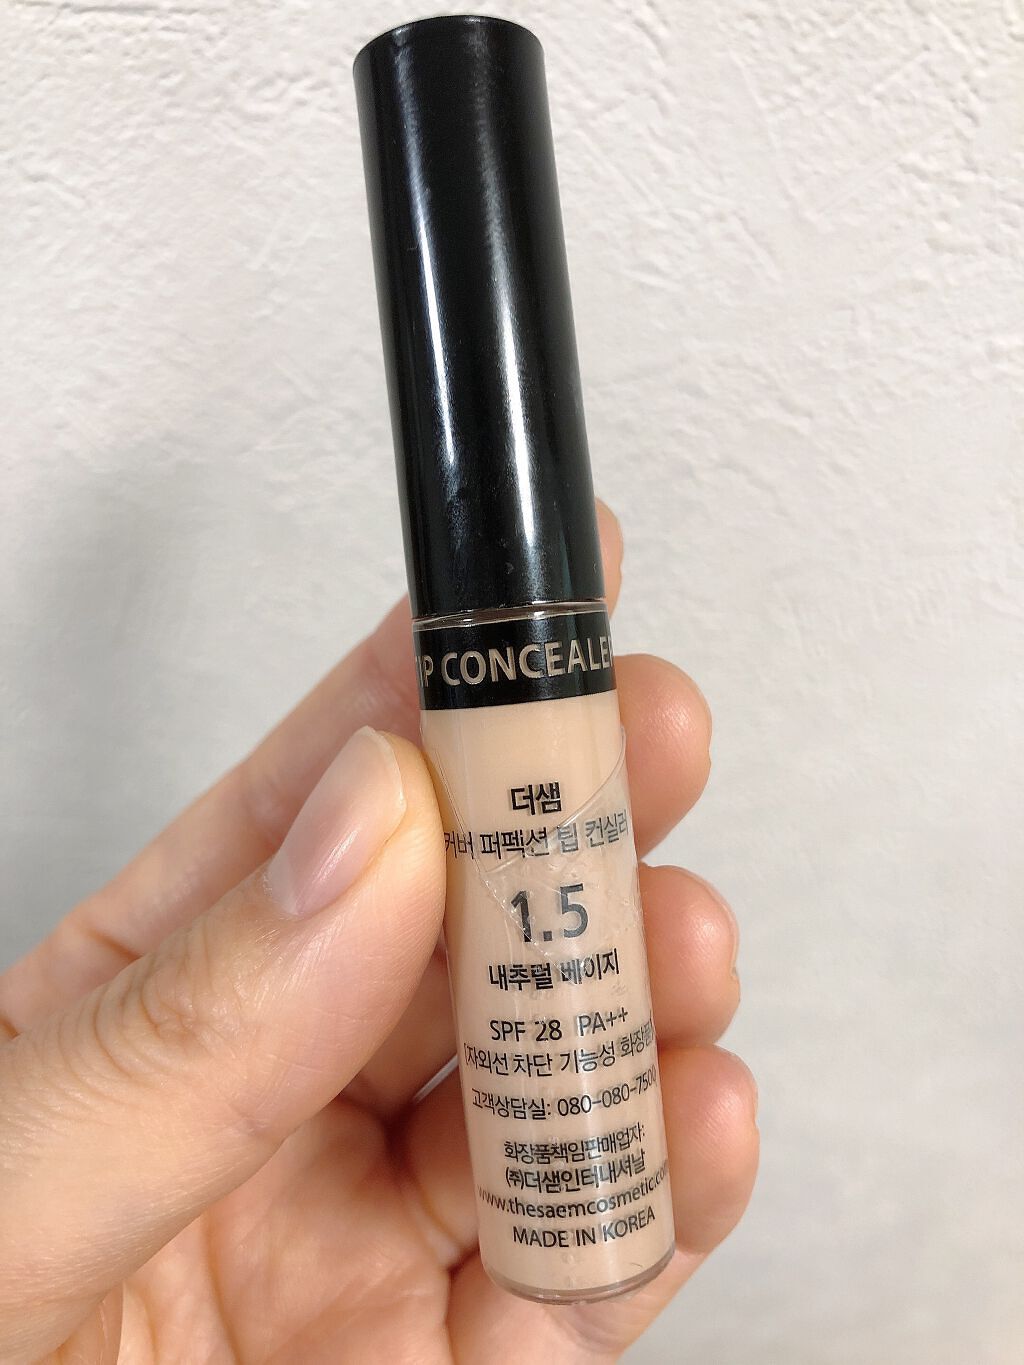 TIP CONCEALER
더샘
커버 퍼펙션 팁 컨실러
1.5
내추럴 베이지
SPF 28 PA++
[자외선 차단 기능성 화장품]
고객상담실: 080-080-7500
화장품책임판매업자:
㈜더샘인터내셔날
www.thesaemcosmetic.com
MADE IN KOREA